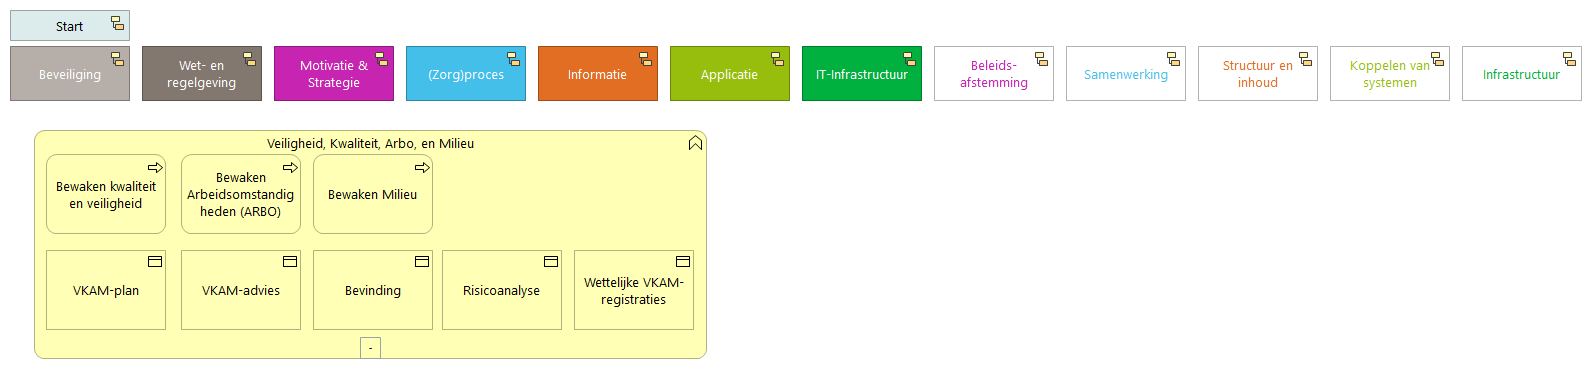 Start
Beveiliging
Wet- en
regelgeving
Motivatie &
Strategie
(Zorg)proces
Informatie
Applicatie
IT-Infrastructuur
Beleids-
afstemming
Samenwerking
Structuur en
inhoud
Koppelen van
systemen
Infrastructuur
Veiligheid, Kwaliteit, Arbo, en Milieu
Bewaken kwaliteit
en veiligheid
Bewaken
Arbeidsomstandig
heden (ARBO)
Bewaken Milieu
VKAM-plan
VKAM-advies
Bevinding
Risicoanalyse
Wettelijke VKAM-
registraties
-